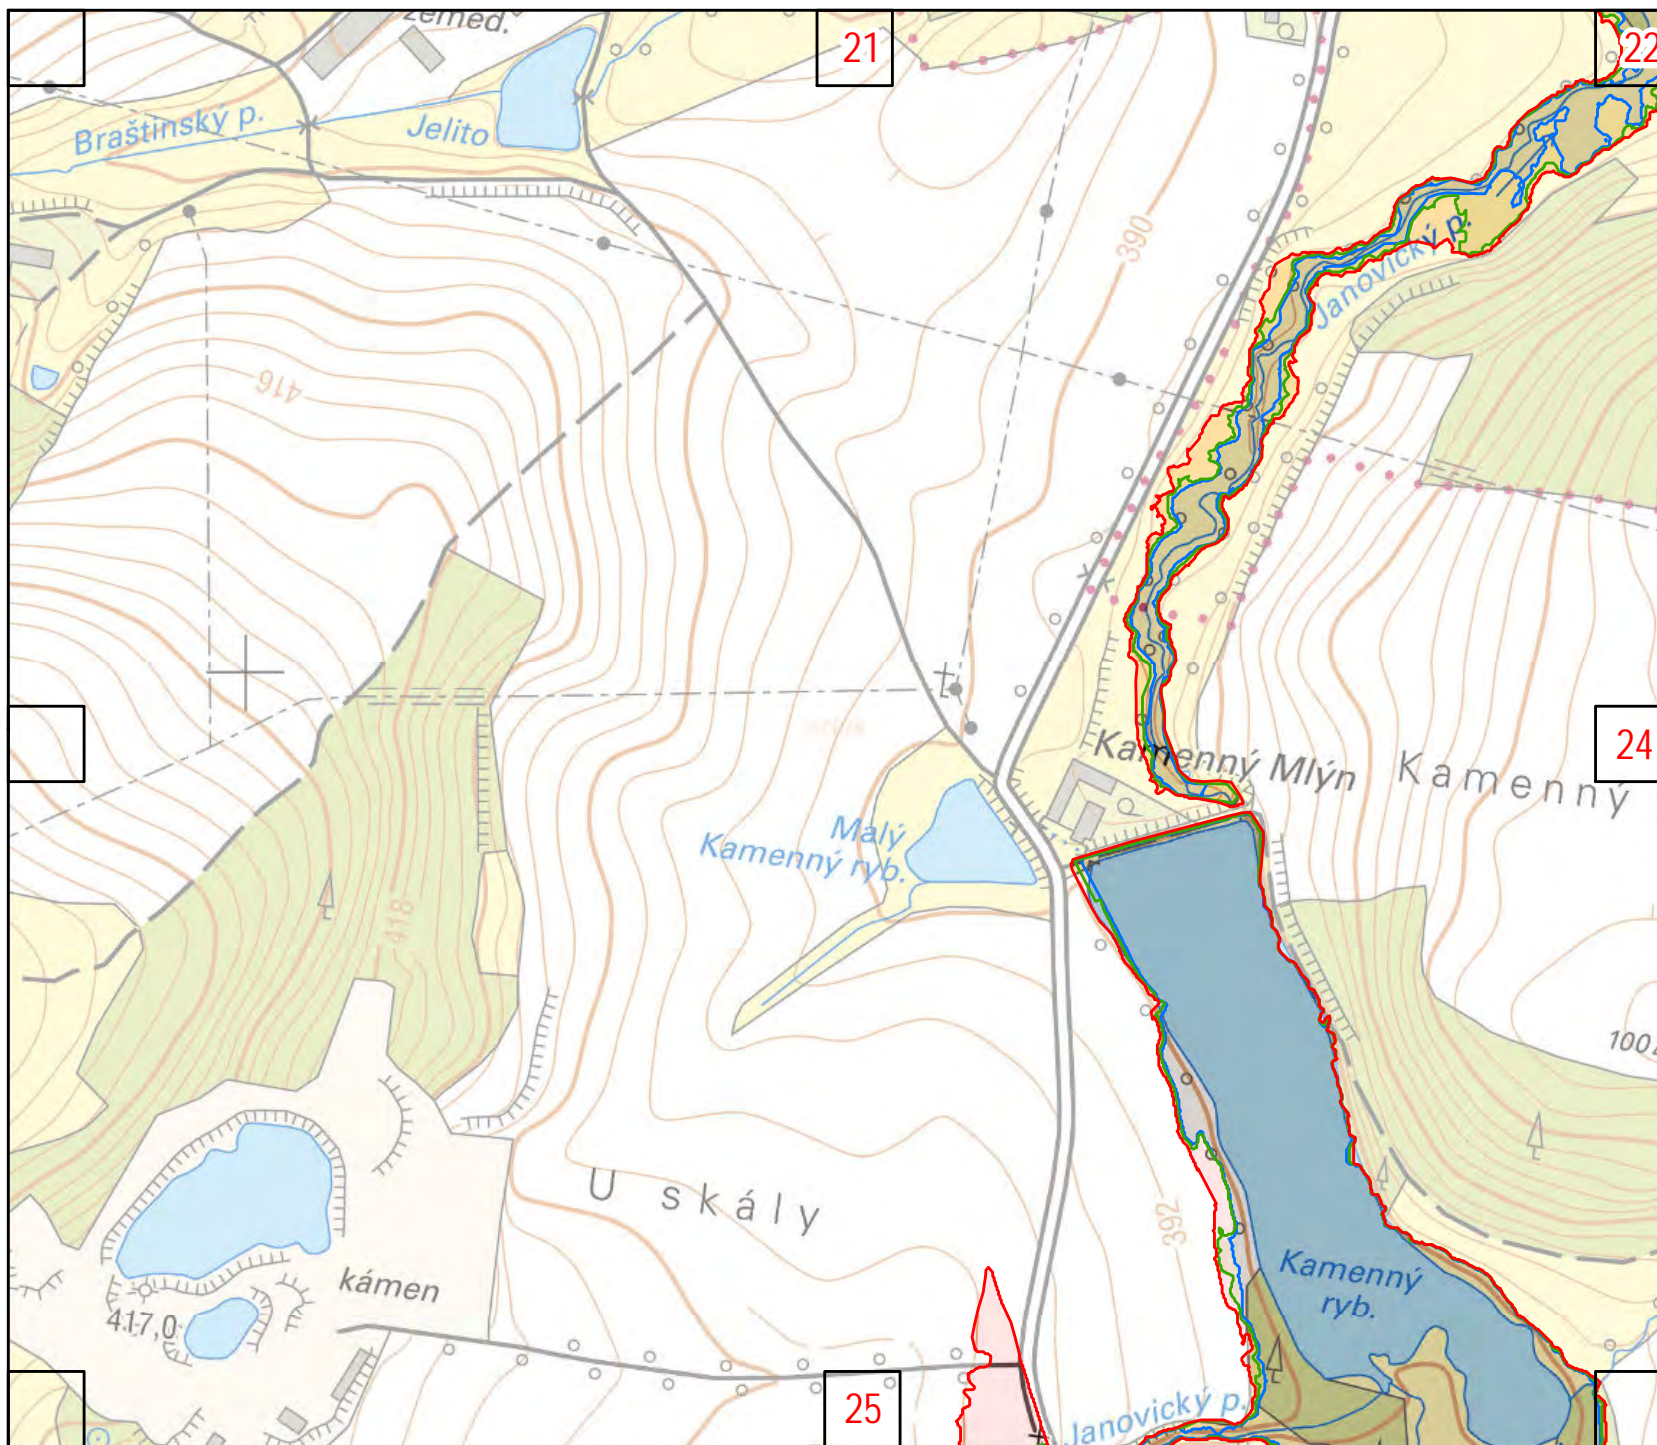 zeměd.
21
22
Braštinský p.
Jelito
390
Janovický p.
416
Kamenný Mlýn
Kamenný
24
Malý
Kamenný ryb.
418
100
U skály
392
Kamenný
ryb.
kámen
417,0
25
Janovický p.